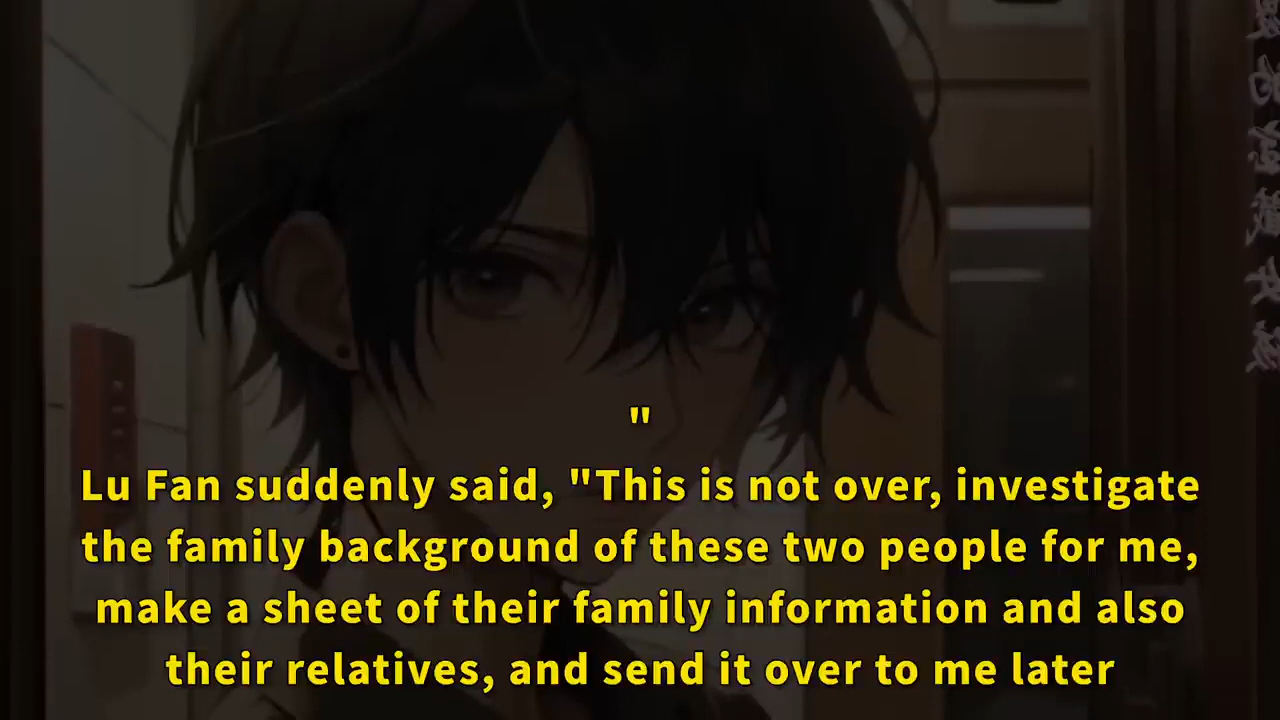 "
Lu Fan suddenly said, "This is not over, investigate
the family background of these two people for me,
make a sheet of their family information and also
their relatives, and send it over to me later